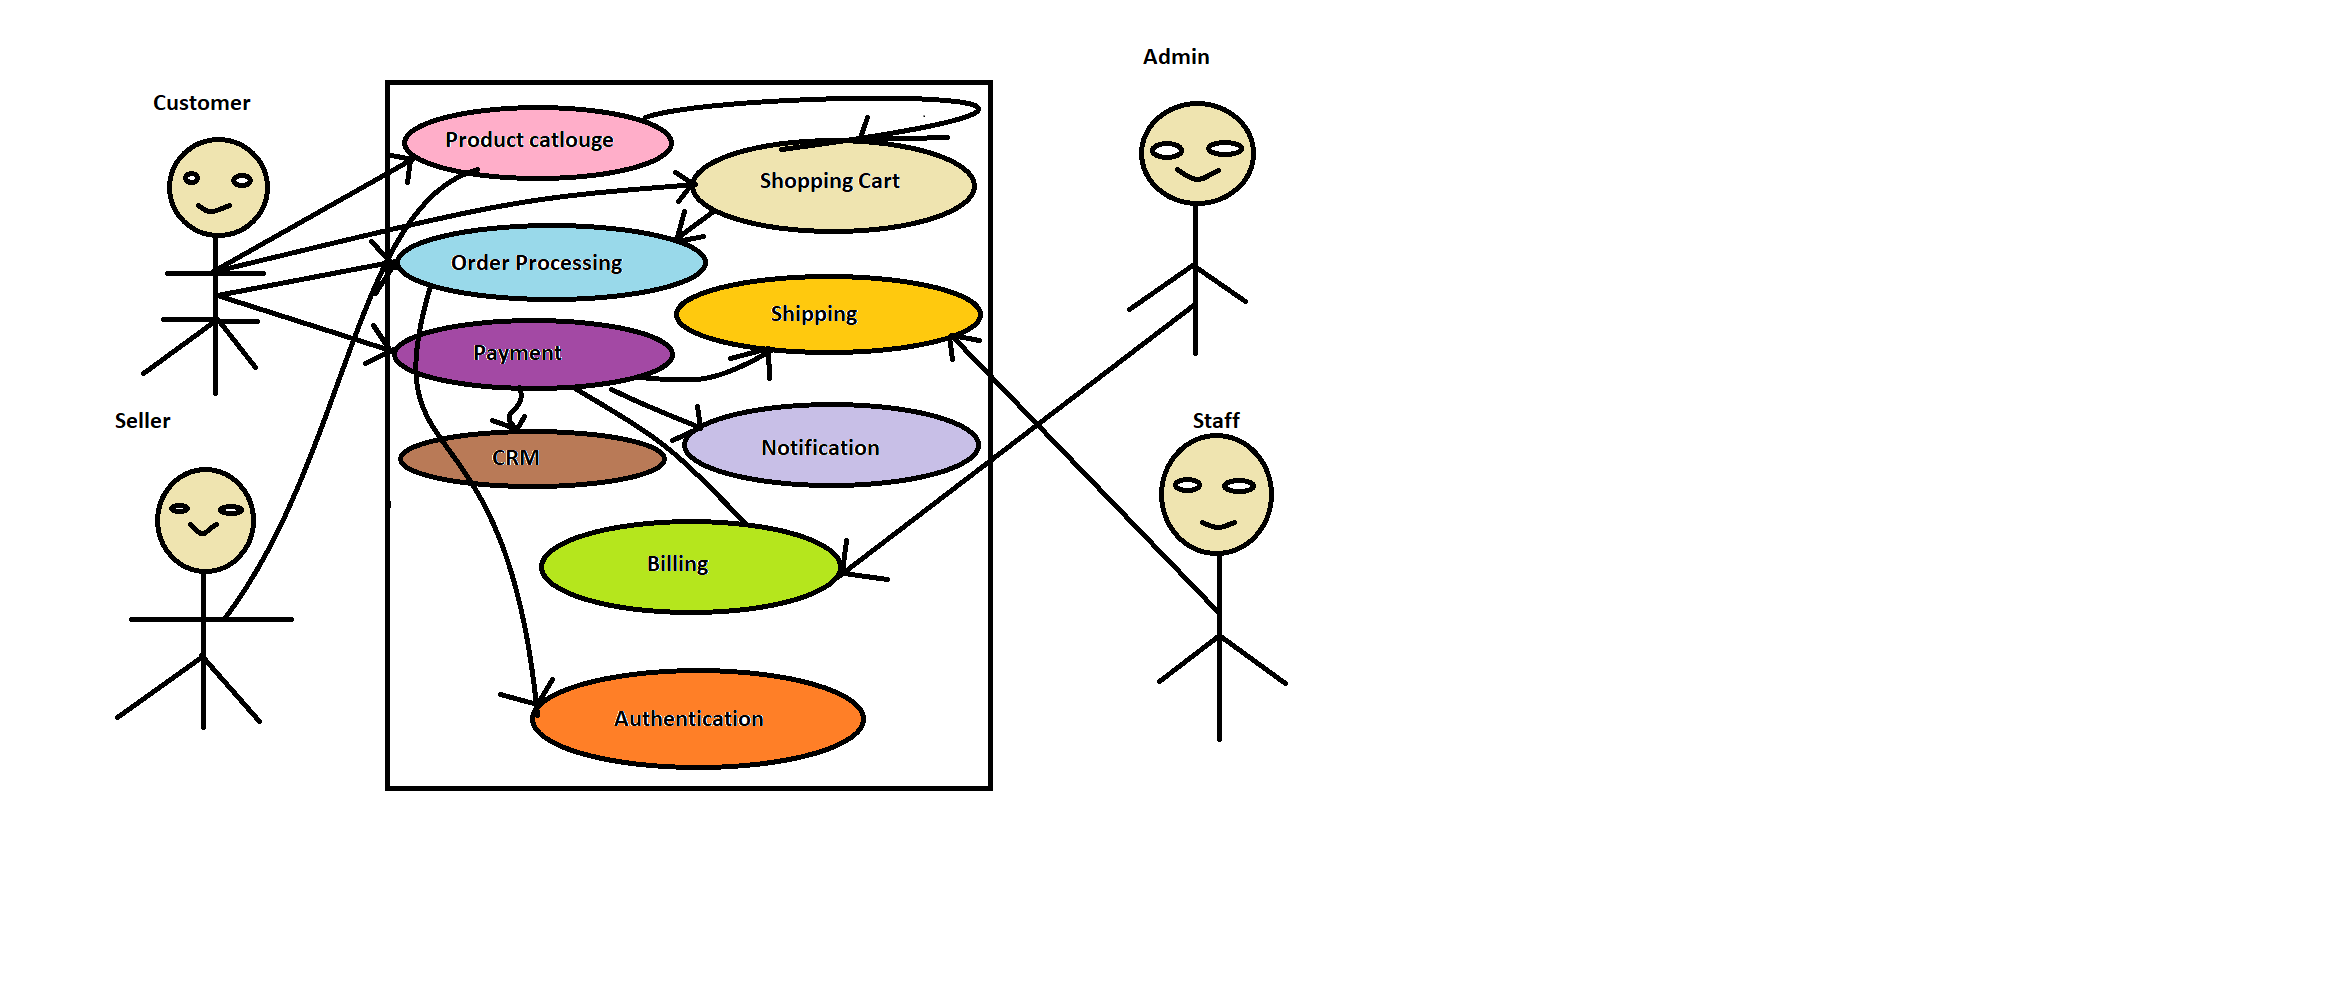 Admin
Customer
Product catlouge
Shopping Cart
Order Processing
Shipping
Payment
Seller
Staff
Notification
CRM
Billing
Authentication